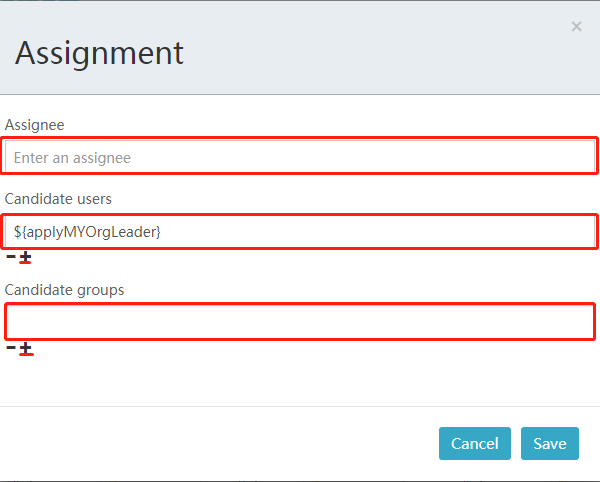 ×
Assignment
Assignee
Enter an assignee
Candidate users
${applyMYOrgLeader}
- +
Candidate groups
- +
Cancel Save